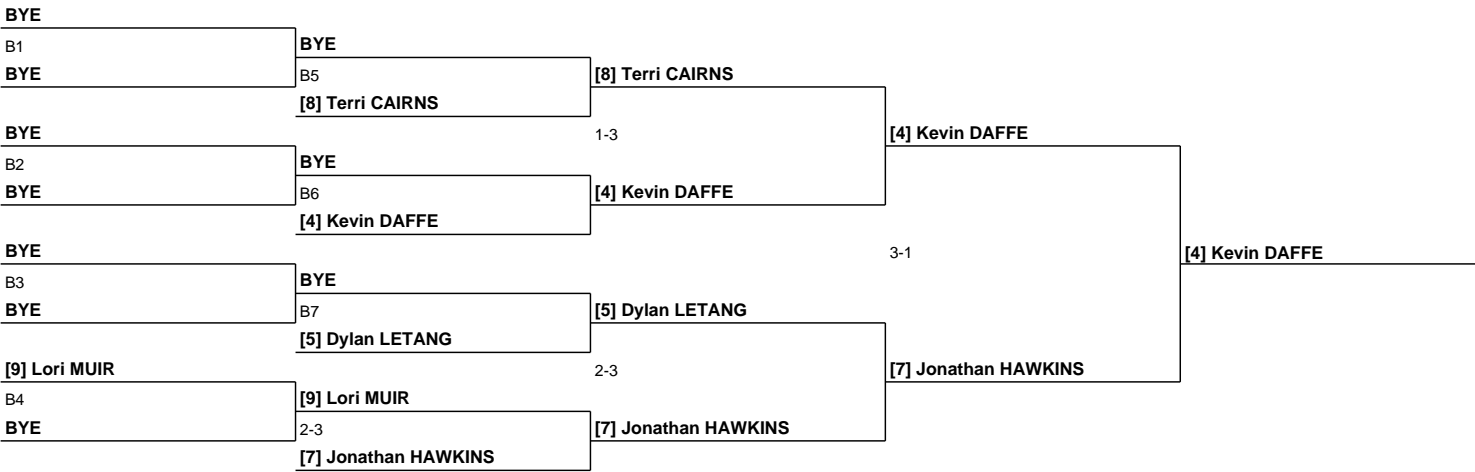 BYE
B1
BYE
BYE
B5
[8] Terri CAIRNS
[8] Terri CAIRNS
BYE
1-3
[4] Kevin DAFFE
B2
BYE
BYE
B6
[4] Kevin DAFFE
[4] Kevin DAFFE
BYE
3-1
[4] Kevin DAFFE
B3
BYE
BYE
B7
[5] Dylan LETANG
[5] Dylan LETANG
[9] Lori MUIR
2-3
[7] Jonathan HAWKINS
B4
[9] Lori MUIR
BYE
2-3
[7] Jonathan HAWKINS
[7] Jonathan HAWKINS